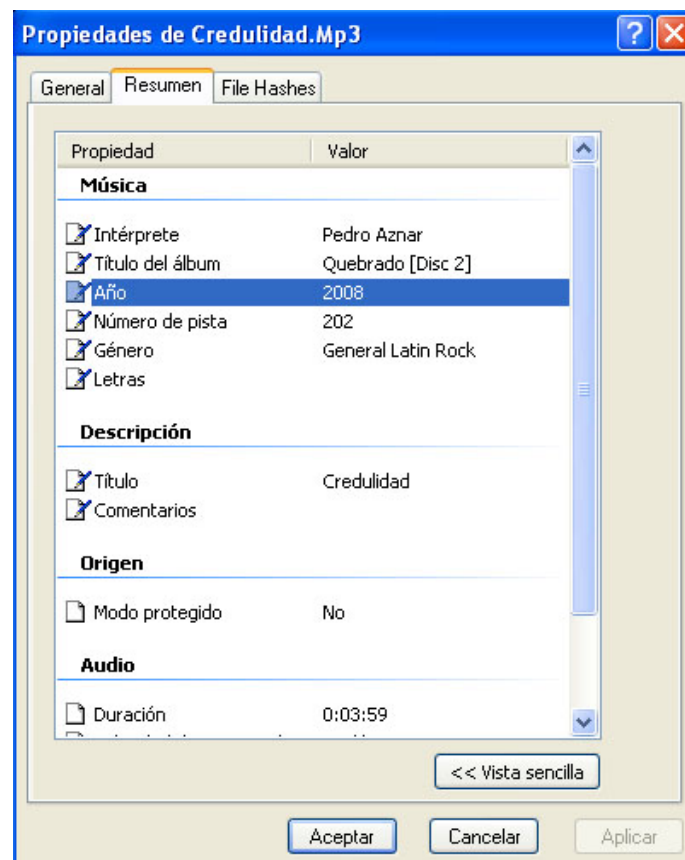 Propiedades de Credulidad.Mp3
General Resumen File Hashes
Propiedad Valor
Música
Intérprete Pedro Aznar
Título del álbum Quebrado [Disc 2]
Año 2008
Número de pista 202
Género General Latin Rock
Letras
Descripción
Título Credulidad
Comentarios
Origen
Modo protegido No
Audio
Duración 0:03:59
<< Vista sencilla
Aceptar Cancelar Aplicar